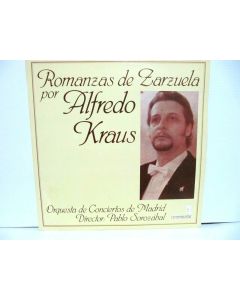 Romanzas de Zarzuela
por Alfredo
Kraus
Orquesta de Conciertos de Madrid
Director Pablo Sorozabal